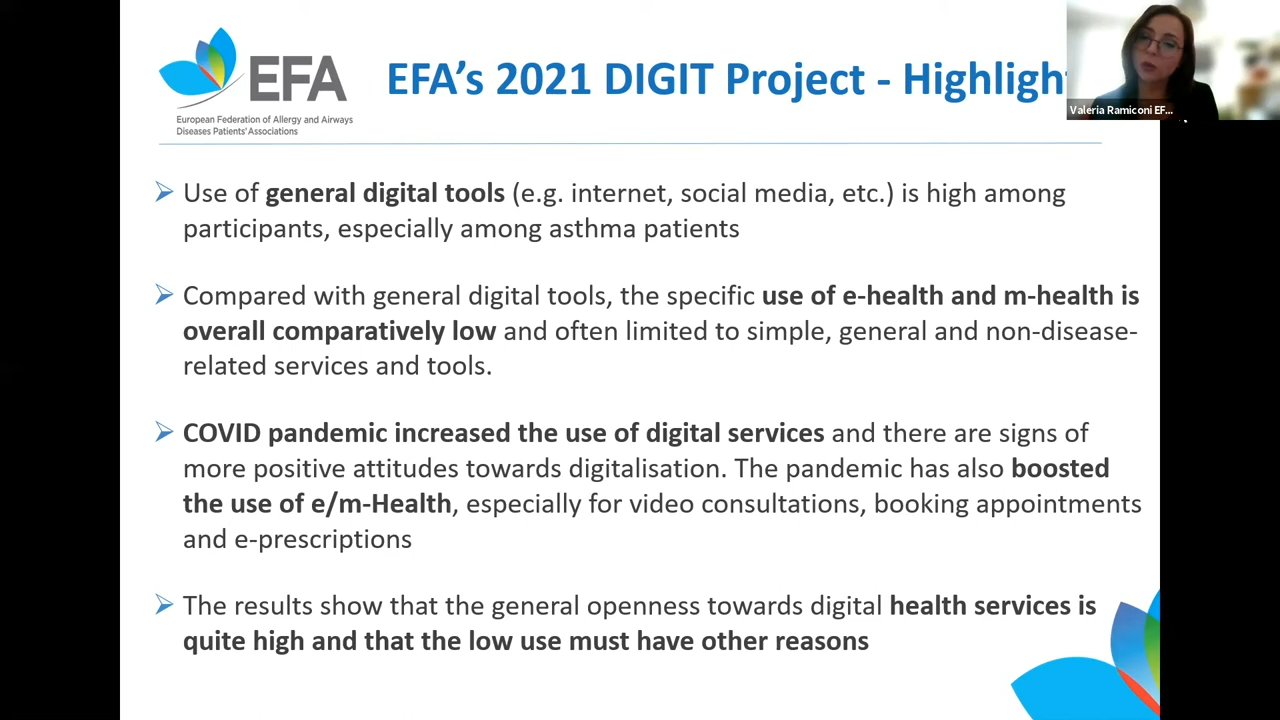 EFA
European Federation of Allergy and Airways
Diseases Patients' Associations
EFA's 2021 DIGIT Project - Highligh
Valeria Ramiconi EF...
Use of general digital tools (e.g. internet, social media, etc.) is high among
participants, especially among asthma patients
Compared with general digital tools, the specific use of e-health and m-health is
overall comparatively low and often limited to simple, general and non-disease-
related services and tools.
COVID pandemic increased the use of digital services and there are signs of
more positive attitudes towards digitalisation. The pandemic has also boosted
the use of e/m-Health, especially for video consultations, booking appointments
and e-prescriptions
The results show that the general openness towards digital health services is
quite high and that the low use must have other reasons